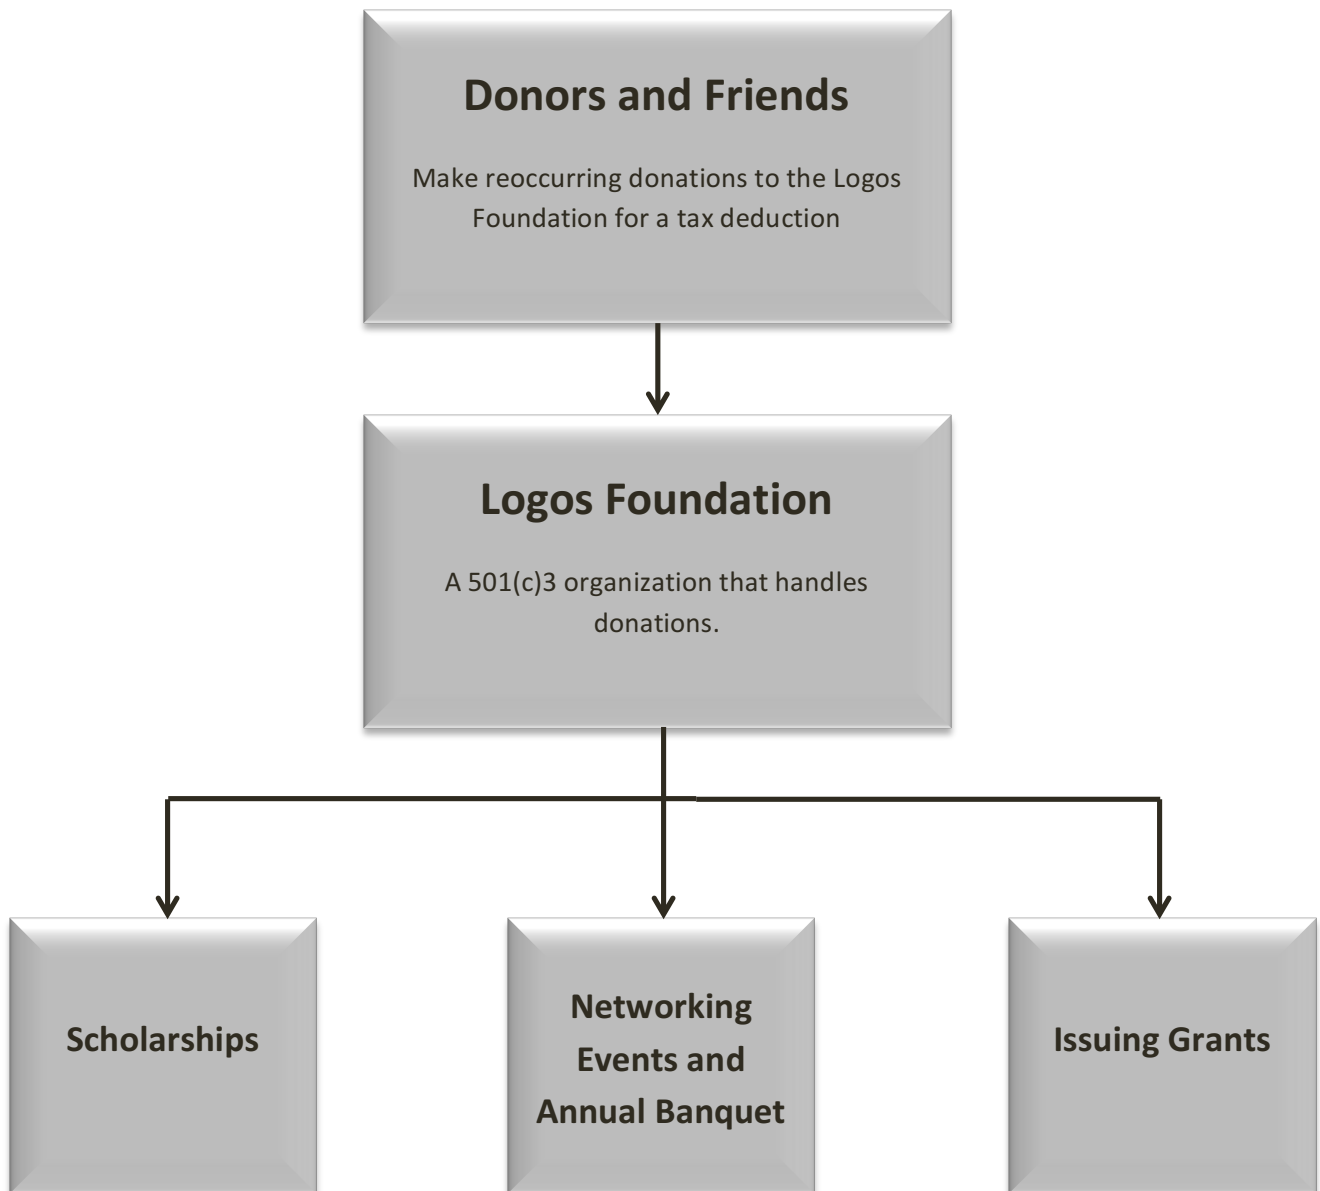 Donors and Friends
Make reoccurring donations to the Logos
Foundation for a tax deduction
Logos Foundation
A 501(c)3 organization that handles
donations.
Scholarships
Networking
Events and
Annual Banquet
Issuing Grants